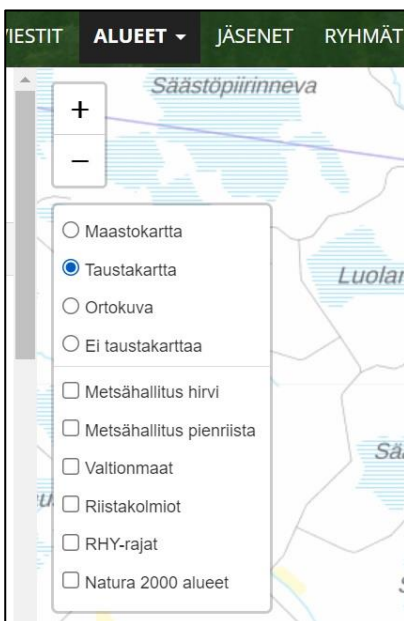 IESTIT ALUEET JÄSENET RYHMÄT
Säästöpiirinneva
+
−
Maastokartta
Taustakartta
Luolar
Ortokuva
Ei taustakarttaa
Metsähallitus hirvi
Metsähallitus pienriista
Sä
Valtionmaat
Riistakolmiot
RHY-rajat
Natura 2000 alueet